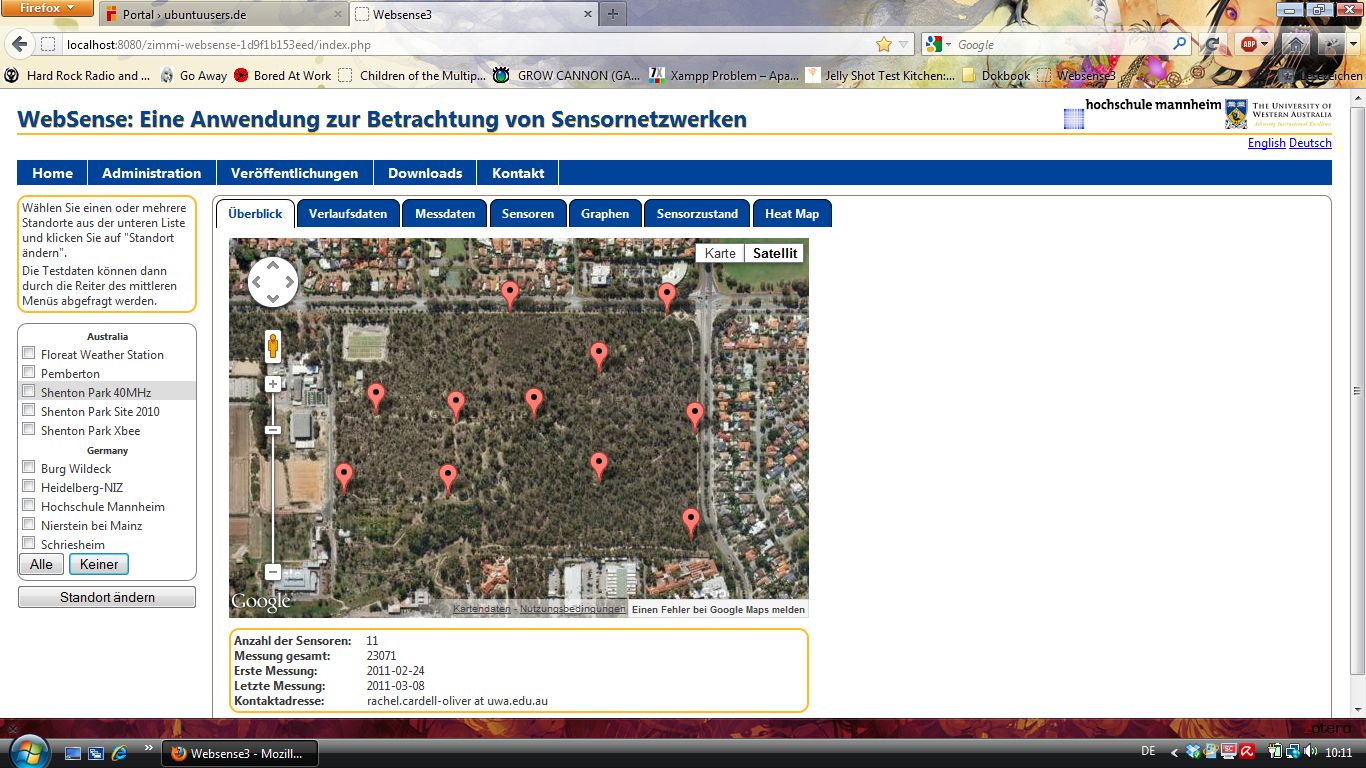 Firefox
Portal › ubuntuusers.de
Websense3
localhost:8080/zimmi-websense-1d9f1b153eed/index.php
Google
ABP
Hard Rock Radio and ...
Go Away
Bored At Work
Children of the Multip...
GROW CANNON (GA...
Xampp Problem – Apa...
Jelly Shot Test Kitchen:...
Dokbook
Websense3
Lesezeichen
WebSense: Eine Anwendung zur Betrachtung von Sensornetzwerken
hochschule mannheim
THE UNIVERSITY OF
WESTERN AUSTRALIA
Achieving International Excellence
English Deutsch
Home
Administration
Veröffentlichungen
Downloads
Kontakt
Wählen Sie einen oder mehrere
Standorte aus der unteren Liste
und klicken Sie auf "Standort
ändern".
Die Testdaten können dann
durch die Reiter des mittleren
Menüs abgefragt werden.
Australia
Floreat Weather Station
Pemberton
Shenton Park 40MHz
Shenton Park Site 2010
Shenton Park Xbee
Germany
Burg Wildeck
Heidelberg-NIZ
Hochschule Mannheim
Nierstein bei Mainz
Schriesheim
Alle
Keiner
Standort ändern
Überblick
Verlaufsdaten
Messdaten
Sensoren
Graphen
Sensorzustand
Heat Map
Karte
Satellit
Google
Kartendaten - Nutzungsbedingungen
Einen Fehler bei Google Maps melden
Anzahl der Sensoren: 11
Messung gesamt: 23071
Erste Messung: 2011-02-24
Letzte Messung: 2011-03-08
Kontaktadresse: rachel.cardell-oliver at uwa.edu.au
otero
Websense3 - Mozill...
DE
10:11